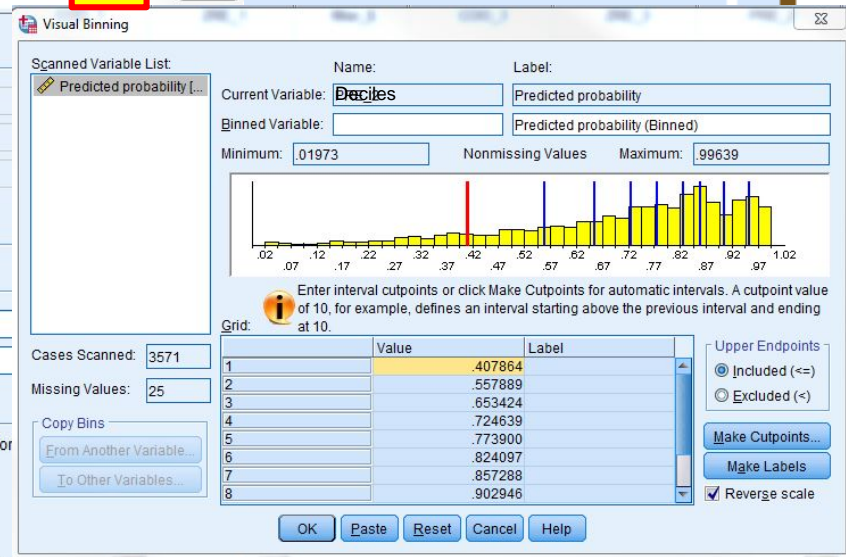 Visual Binning
Scanned Variable List:
Predicted probability [...
Name: Label:
Current Variable: Deciles Predicted probability
Binned Variable: Predicted probability (Binned)
Minimum: .01973 Nonmissing Values Maximum: .99639
.02 .12 .22 .32 .42 .52 .62 .72 .82 .92 1.02
.07 .17 .27 .37 .47 .57 .67 .77 .87 .97
Enter interval cutpoints or click Make Cutpoints for automatic intervals. A cutpoint value
of 10, for example, defines an interval starting above the previous interval and ending
at 10.
Grid:
Value Label
1 .407864
2 .557889
3 .653424
4 .724639
5 .773900
6 .824097
7 .857288
8 .902946
Cases Scanned: 3571
Missing Values: 25
Copy Bins
From Another Variable...
To Other Variables...
Upper Endpoints
Included (<=)
Excluded (<)
Make Cutpoints...
Make Labels
Reverse scale
OK Paste Reset Cancel Help